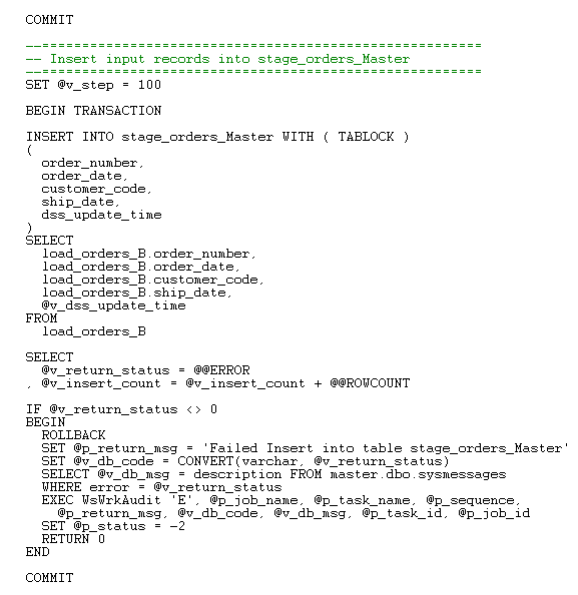 COMMIT
--=======================================================
-- Insert input records into stage_orders_Master
--=======================================================
SET @v_step = 100
BEGIN TRANSACTION
INSERT INTO stage_orders_Master WITH ( TABLOCK )
(
order_number,
order_date,
customer_code,
ship_date,
dss_update_time
)
SELECT
load_orders_B.order_number,
load_orders_B.order_date,
load_orders_B.customer_code,
load_orders_B.ship_date,
@v_dss_update_time
FROM
load_orders_B
SELECT
@v_return_status = @@ERROR
, @v_insert_count = @v_insert_count + @@ROWCOUNT
IF @v_return_status <> 0
BEGIN
ROLLBACK
SET @p_return_msg = 'Failed Insert into table stage_orders_Master'
SET @v_db_code = CONVERT(varchar, @v_return_status)
SELECT @v_db_msg = description FROM master.dbo.sysmessages
WHERE error = @v_return_status
EXEC WsWrkAudit 'E', @p_job_name, @p_task_name, @p_sequence,
@p_return_msg, @v_db_code, @v_db_msg, @p_task_id, @p_job_id
SET @p_status = -2
RETURN 0
END
COMMIT